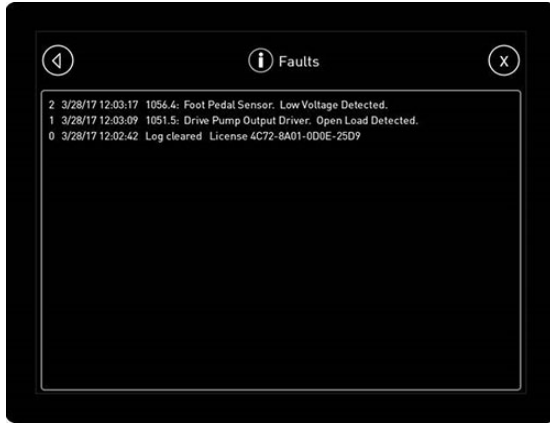 Faults
X
2 3/28/17 12:03:17 1056.4: Foot Pedal Sensor. Low Voltage Detected.
1 3/28/17 12:03:09 1051.5: Drive Pump Output Driver. Open Load Detected.
0 3/28/17 12:02:42 Log cleared License 4C72-8A01-0D0E-25D9